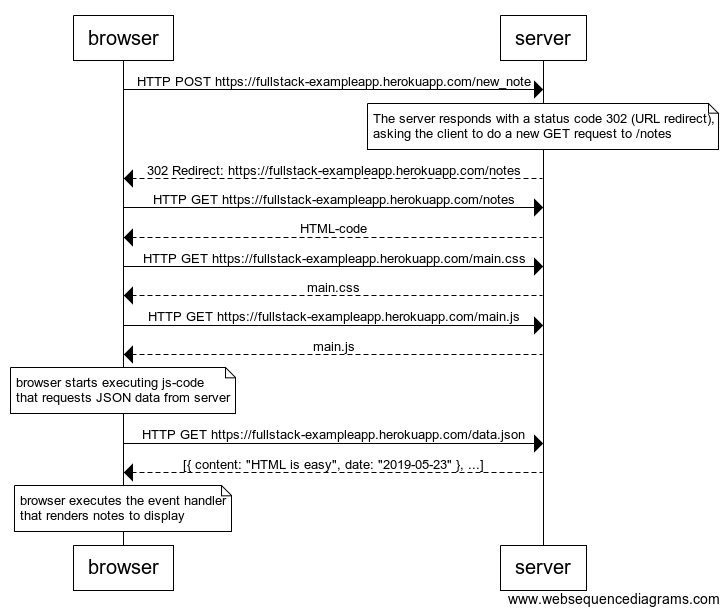 browser
server
HTTP POST https://fullstack-exampleapp.herokuapp.com/new_note
The server responds with a status code 302 (URL redirect),
asking the client to do a new GET request to /notes
302 Redirect: https://fullstack-exampleapp.herokuapp.com/notes
HTTP GET https://fullstack-exampleapp.herokuapp.com/notes
HTML-code
HTTP GET https://fullstack-exampleapp.herokuapp.com/main.css
main.css
HTTP GET https://fullstack-exampleapp.herokuapp.com/main.js
main.js
browser starts executing js-code
that requests JSON data from server
HTTP GET https://fullstack-exampleapp.herokuapp.com/data.json
[{ content: "HTML is easy", date: "2019-05-23" }, ...]
browser executes the event handler
that renders notes to display
browser
server
www.websequencediagrams.com